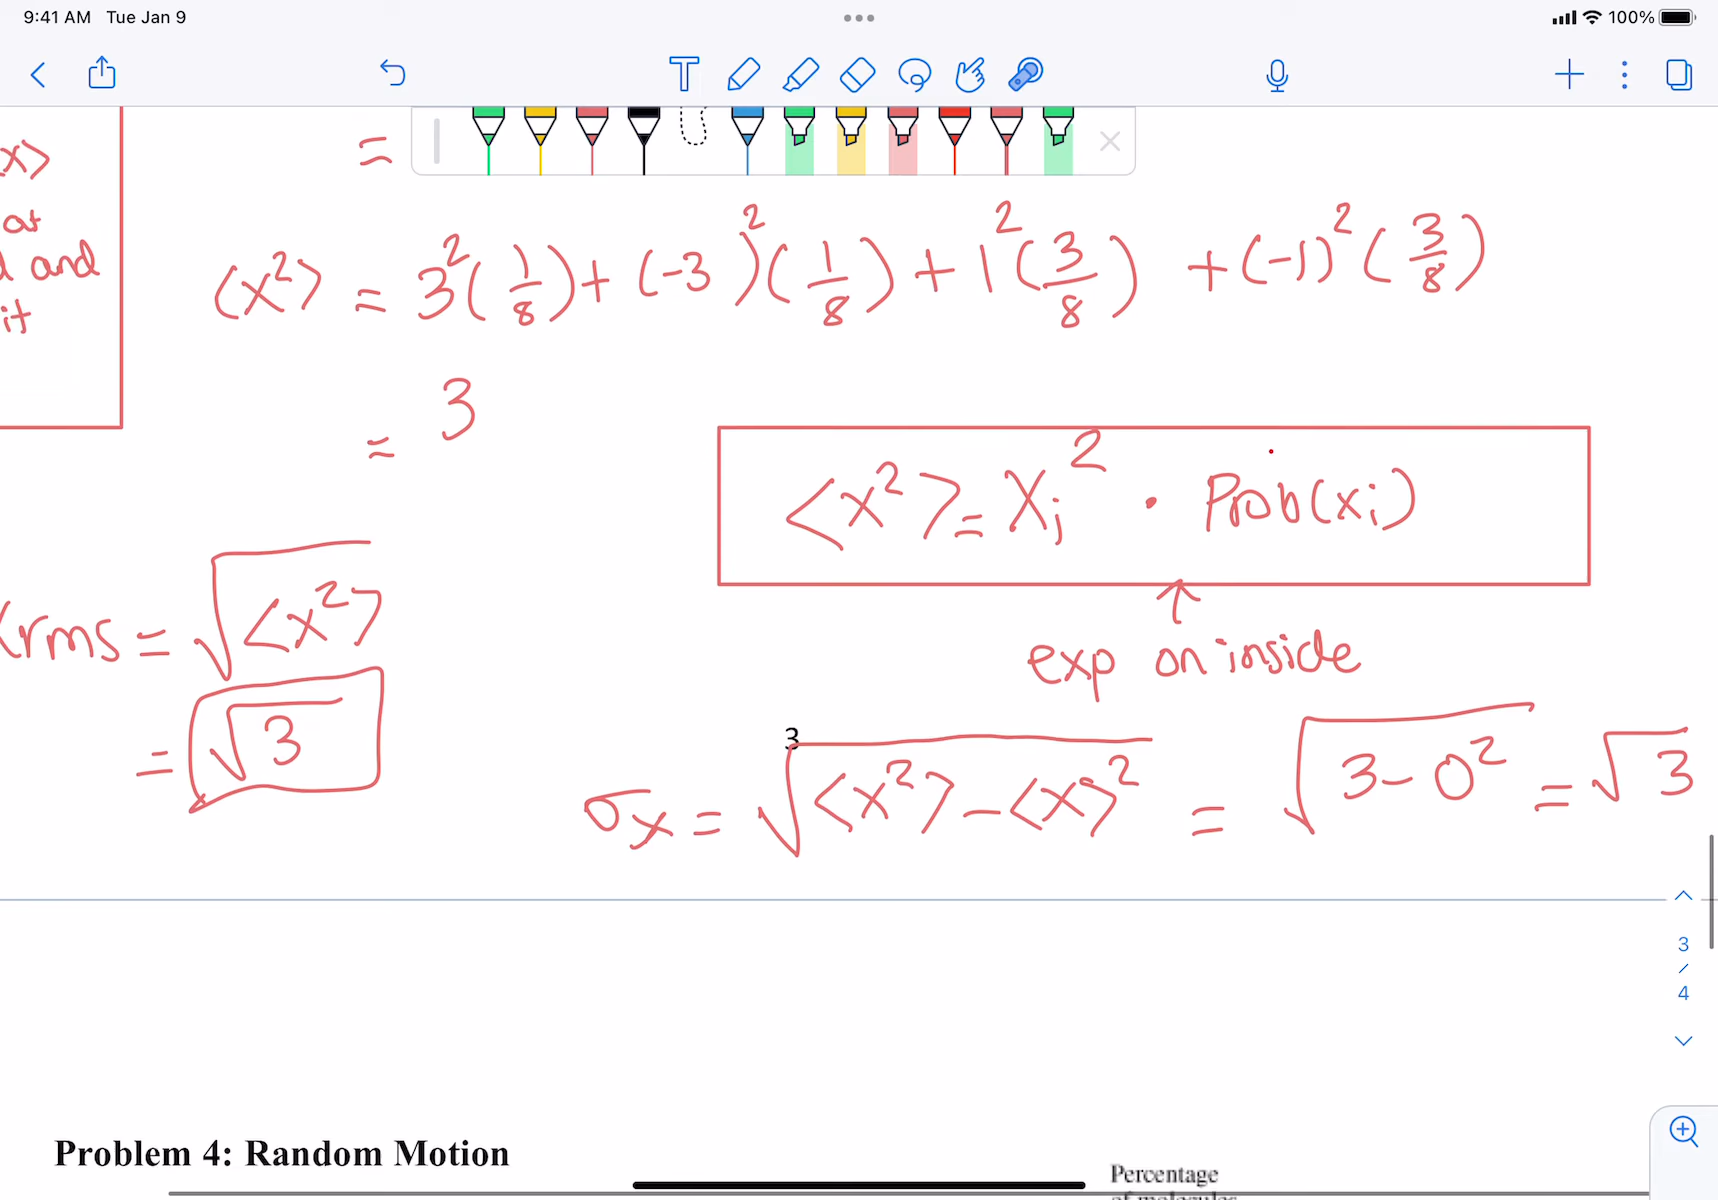 9:41 AM Tue Jan 9
100%
x⟩
=
at
d and
it
⟨x²⟩ = 3²(1/8) + (-3)²(1/8) + 1²(3/8) + (-1)²(3/8)
= 3
<x²> = Xi² · Prob(xi)
exp on inside
Xrms = √<x²>
= √3
3
σx = √<x²> - <x>² = √3 - 0² = √3
3
/
4
Problem 4: Random Motion
Percentage
of molecules